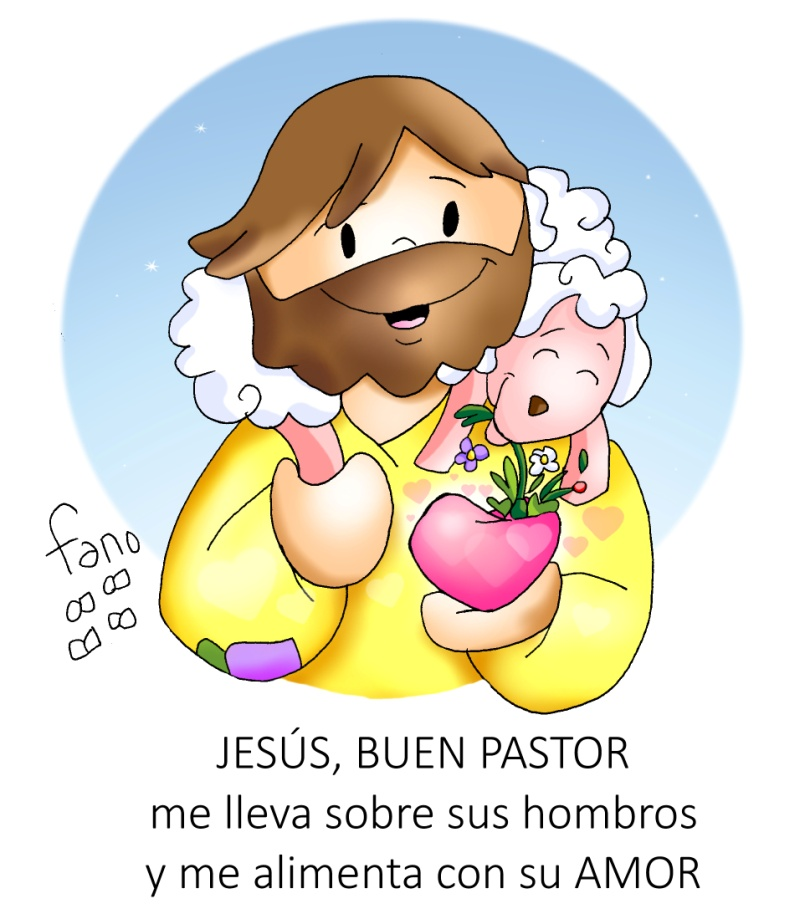 fano
JESÚS, BUEN PASTOR
me lleva sobre sus hombros
y me alimenta con su AMOR